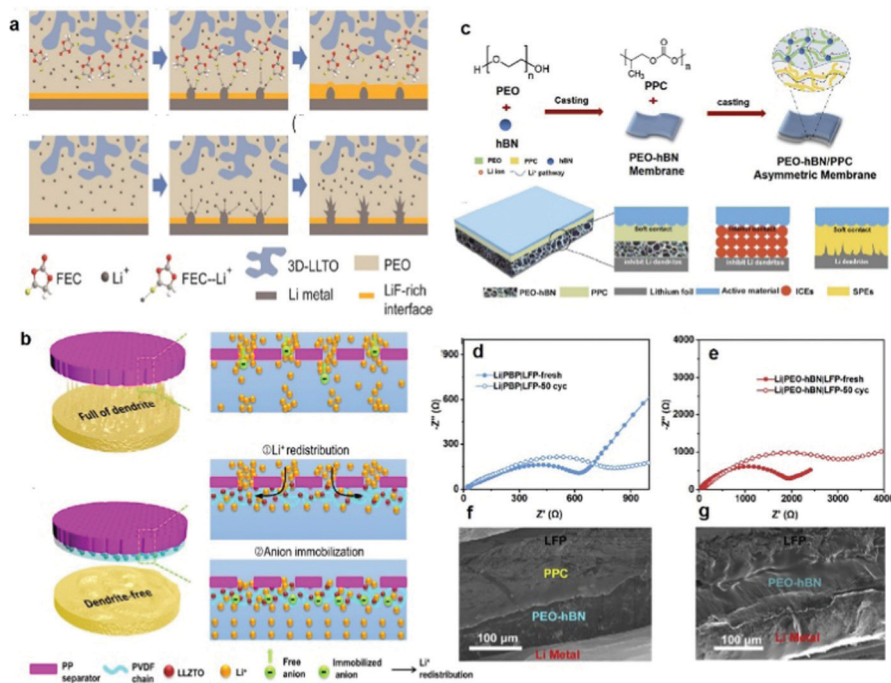 a
FEC
Li⁺
FEC--Li⁺
3D-LLTO
PEO
Li metal
LiF-rich
interface
b
Full of dendrite
Dendrite-free
①Li⁺ redistribution
②Anion immobilization
PP
separator
PVDF
chain
LLZTO
Li⁺
Free
anion
Immobilized
anion
Li⁺
redistribution
c
H
O
n
OH
PEO
+
hBN
Casting
O
O
O
n
CH₃
PPC
+
PEO-hBN
Membrane
casting
PEO-hBN/PPC
Asymmetric Membrane
PEO
PPC
hBN
Li ion
Li⁺ pathway
Soft contact
Inhibit Li dendrites
inhibit Li dendrites
Soft contact
Li dendrites
PEO-hBN
PPC
Lithium foil
Active material
ICEs
SPEs
d
Li|PBP|LFP-fresh
Li|PBP|LFP-50 cyc
-Z'' (Ω)
900
600
300
0
0
300
600
900
Z' (Ω)
e
Li|PEO-hBN|LFP-fresh
Li|PEO-hBN|LFP-50 cyc
-Z'' (Ω)
4000
3000
2000
1000
0
0
1000
2000
3000
4000
Z' (Ω)
f
LFP
PPC
PEO-hBN
100 μm
Li Metal
g
LFP
PEO-hBN
100 μm
Li Metal